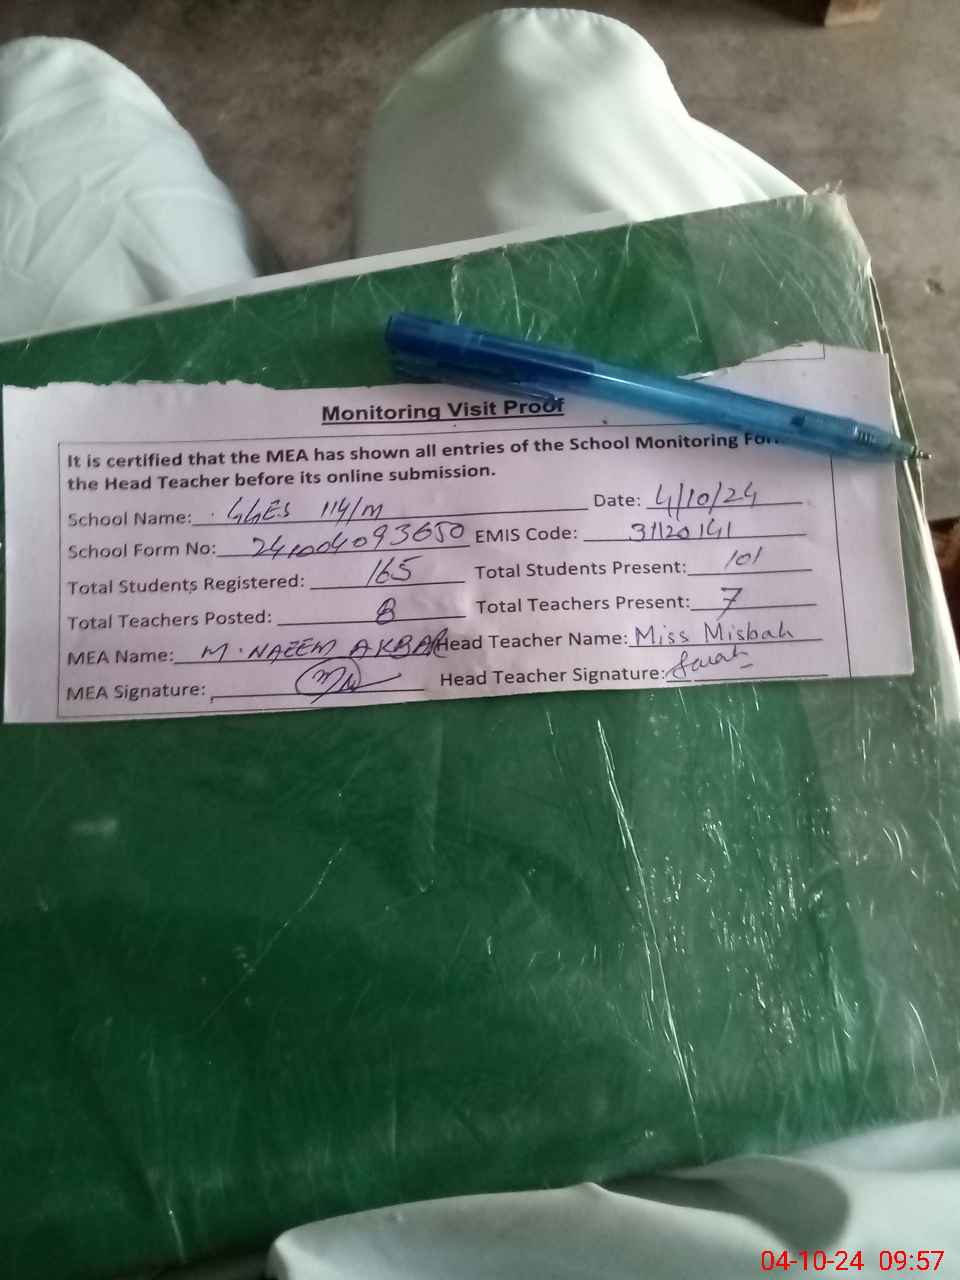 Monitoring Visit Proof
It is certified that the MEA has shown all entries of the School Monitoring
the Head Teacher before its online submission.
School Name: GGES 114/M Date: 4/10/24
School Form No: 241004093650 EMIS Code: 31120141
Total Students Registered: 165 Total Students Present: 101
Total Teachers Posted: 8 Total Teachers Present: 7
MEA Name: M. NAEEM AKBAR Head Teacher Name: Miss Misbah
MEA Signature: Head Teacher Signature:
04-10-24 09:57